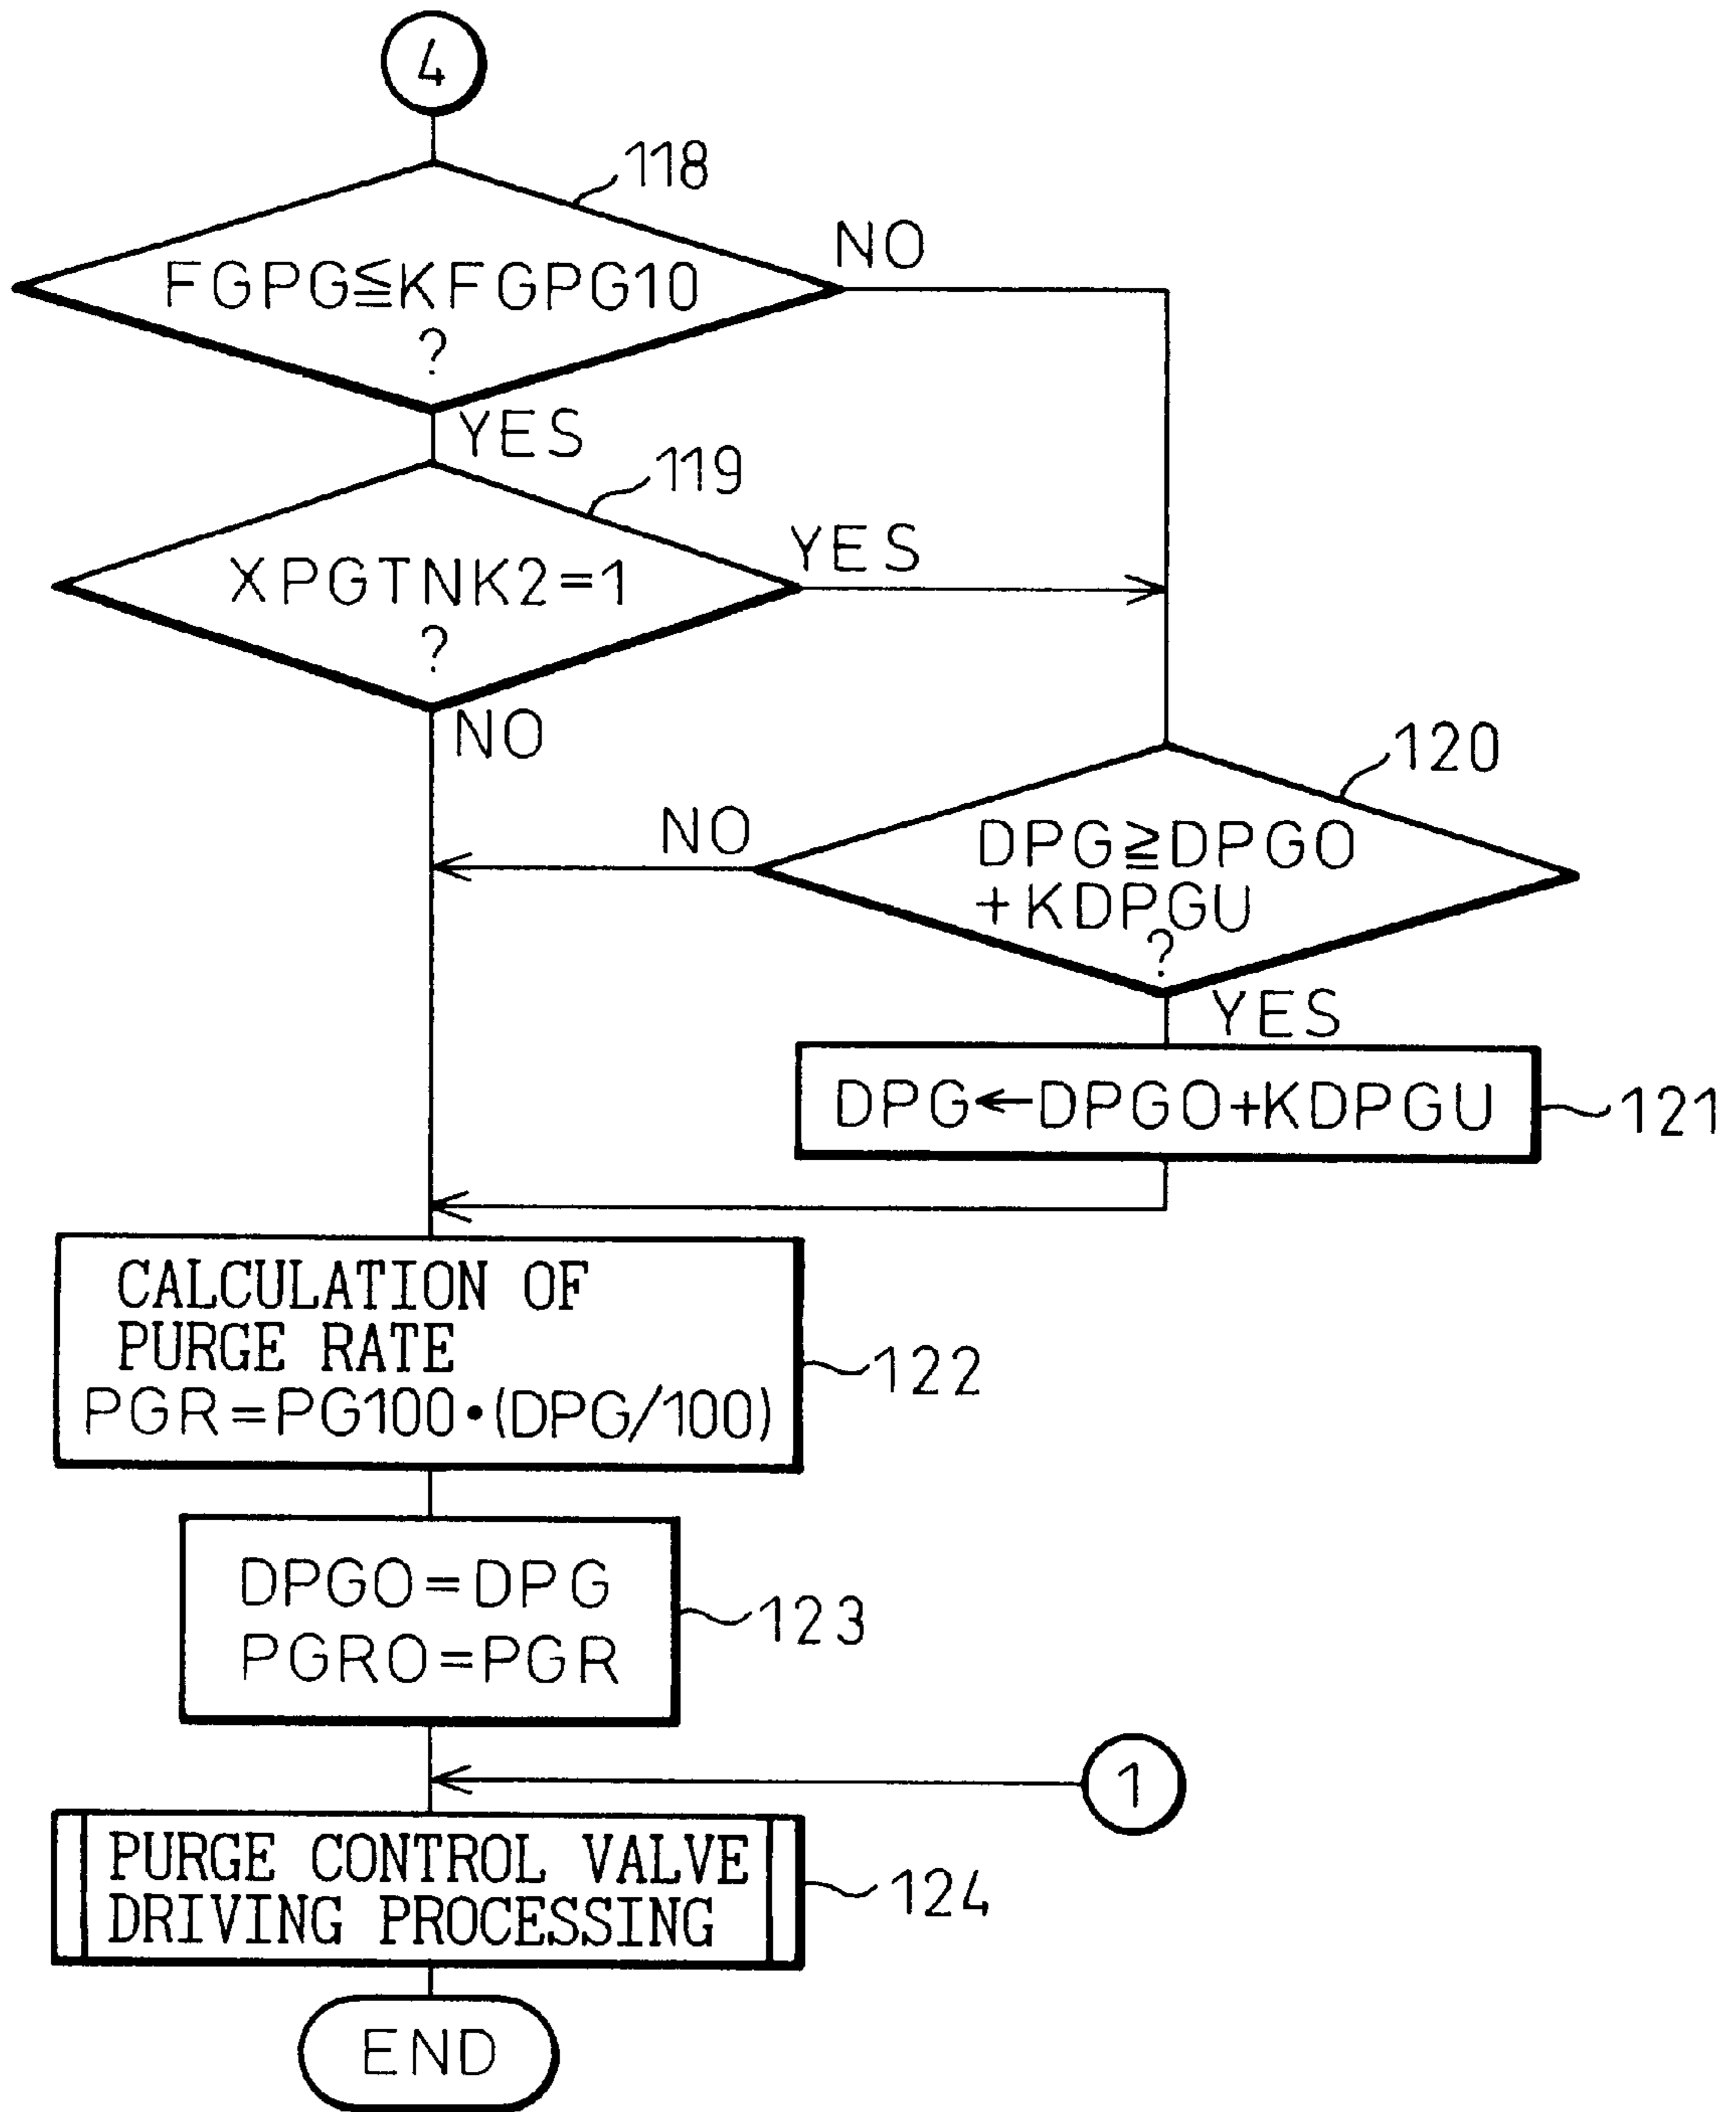 4
118
NO
FGPG≦KFGPG10
?
YES
119
YES
XPGTNK2=1
?
NO
120
NO
DPG≧DPGO
+KDPGU
?
YES
DPG←DPGO+KDPGU
121
CALCULATION OF
PURGE RATE
PGR=PG100•(DPG/100)
122
DPGO=DPG
PGRO=PGR
123
1
PURGE CONTROL VALVE
DRIVING PROCESSING
124
END